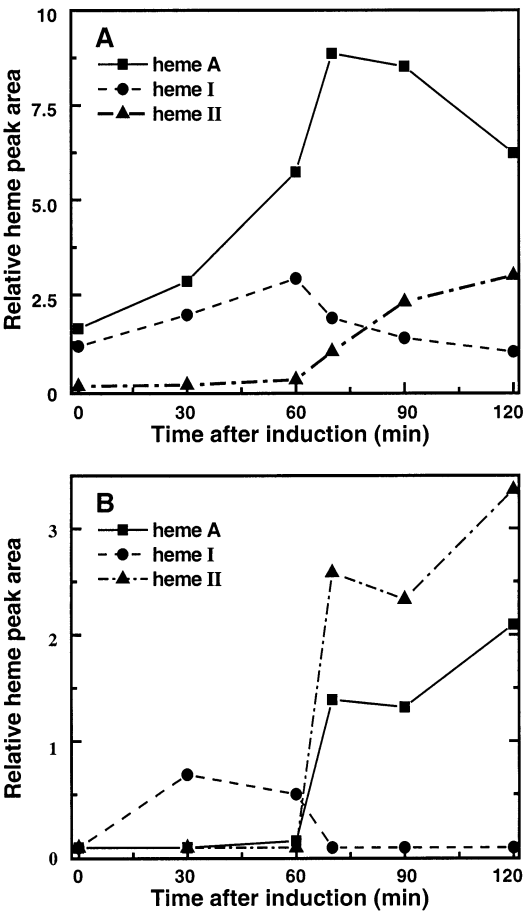 A
heme A
heme I
heme II
Relative heme peak area
10
7.5
5.0
2.5
0
0 30 60 90 120
Time after induction (min)
B
heme A
heme I
heme II
Relative heme peak area
3
2
1
0
0 30 60 90 120
Time after induction (min)